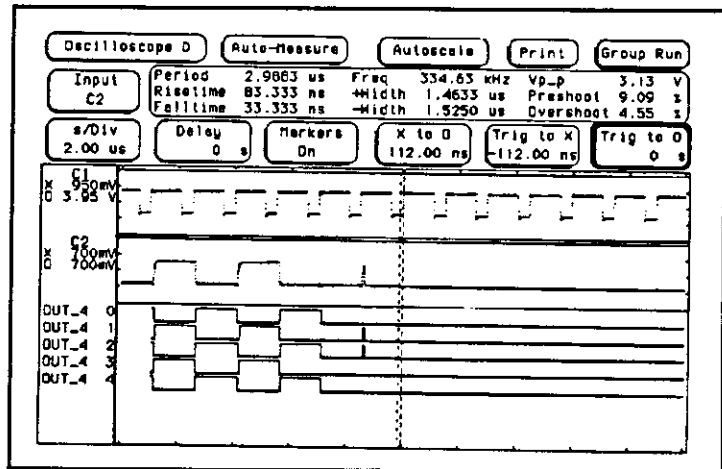 Oscilloscope D Auto-Measure Autoscale Print Group Run
Input C2
Period 2.9883 us Freq 334.63 KHz Vp_p 3.13 V
Risetime 83.333 ns +Width 1.4633 us Preshoot 9.09 %
Falltime 33.333 ns -Width 1.5250 us Overshoot 4.55 %
s/Div 2.00 us
Delay 0 s
Markers On
X to O 112.00 ns
Trig to X -112.00 ns
Trig to O 0 s
C1
X 950mV
O 3.95 V
C2
X 700mV
O 700mV
OUT_4 0
OUT_4 1
OUT_4 2
OUT_4 3
OUT_4 4